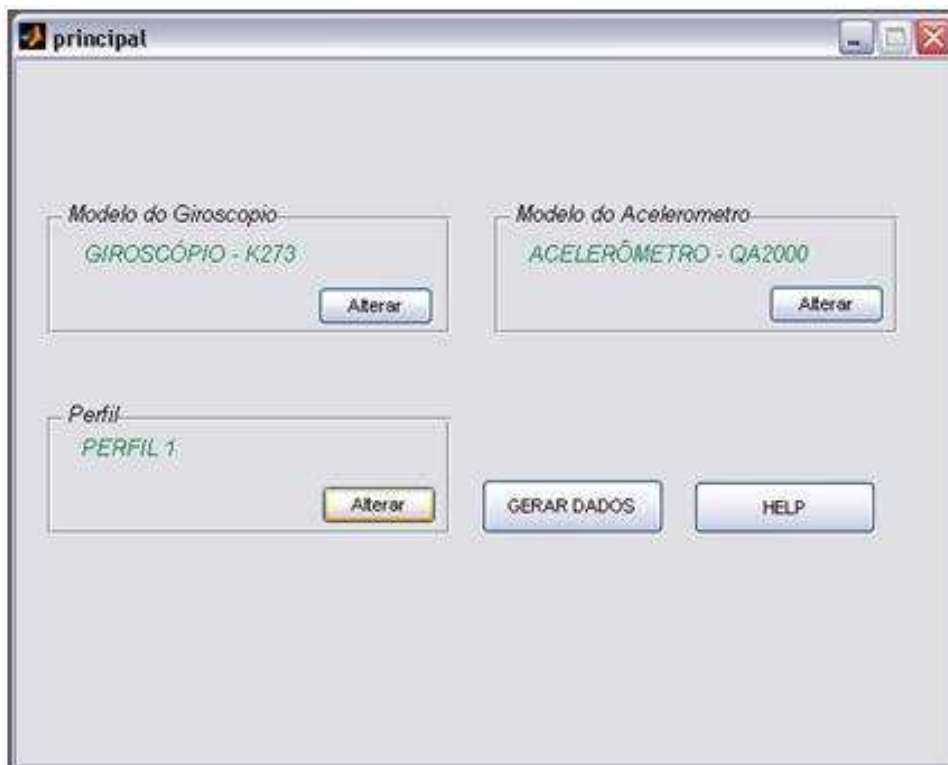 principal
Modelo do Giroscopio
GIROSCÓPIO - K273
Alterar
Modelo do Acelerometro
ACELERÔMETRO - QA2000
Alterar
Perfil
PERFIL 1
Alterar
GERAR DADOS
HELP